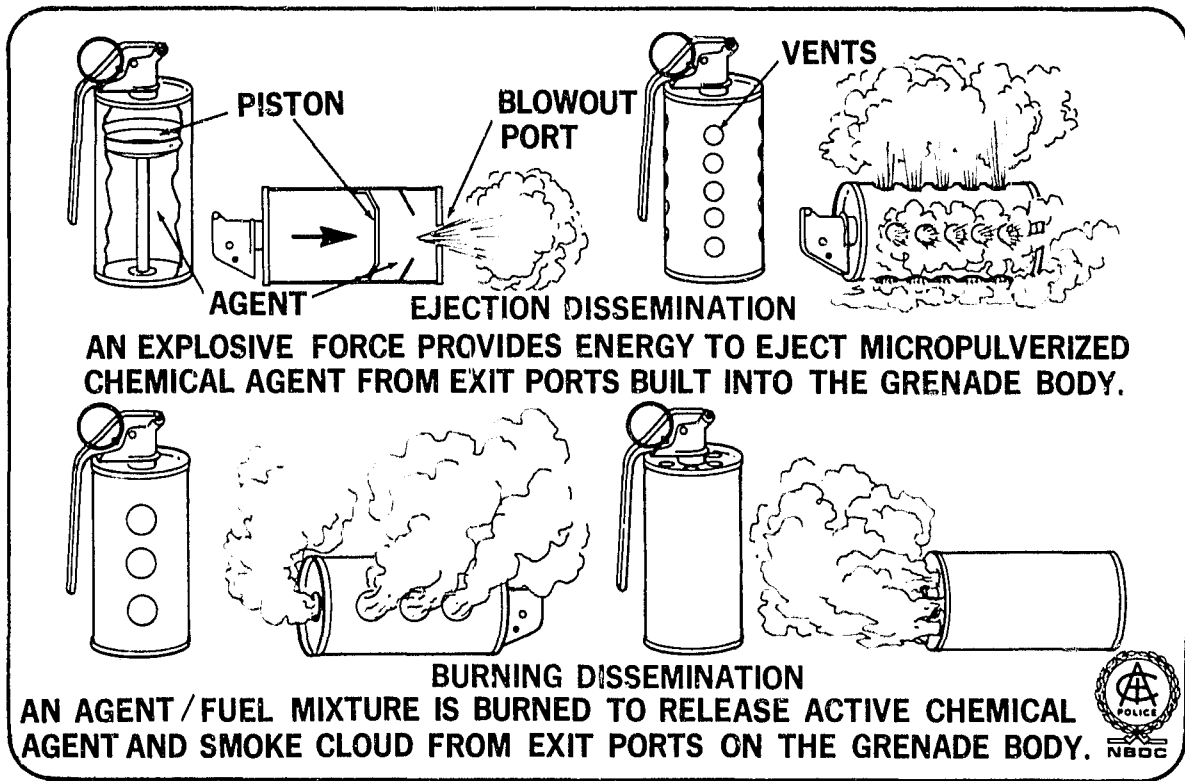 VENTS
PISTON
BLOWOUT
PORT
AGENT
EJECTION DISSEMINATION
AN EXPLOSIVE FORCE PROVIDES ENERGY TO EJECT MICROPULVERIZED
CHEMICAL AGENT FROM EXIT PORTS BUILT INTO THE GRENADE BODY.
BURNING DISSEMINATION
AN AGENT / FUEL MIXTURE IS BURNED TO RELEASE ACTIVE CHEMICAL
AGENT AND SMOKE CLOUD FROM EXIT PORTS ON THE GRENADE BODY.
POLICE
NBDC